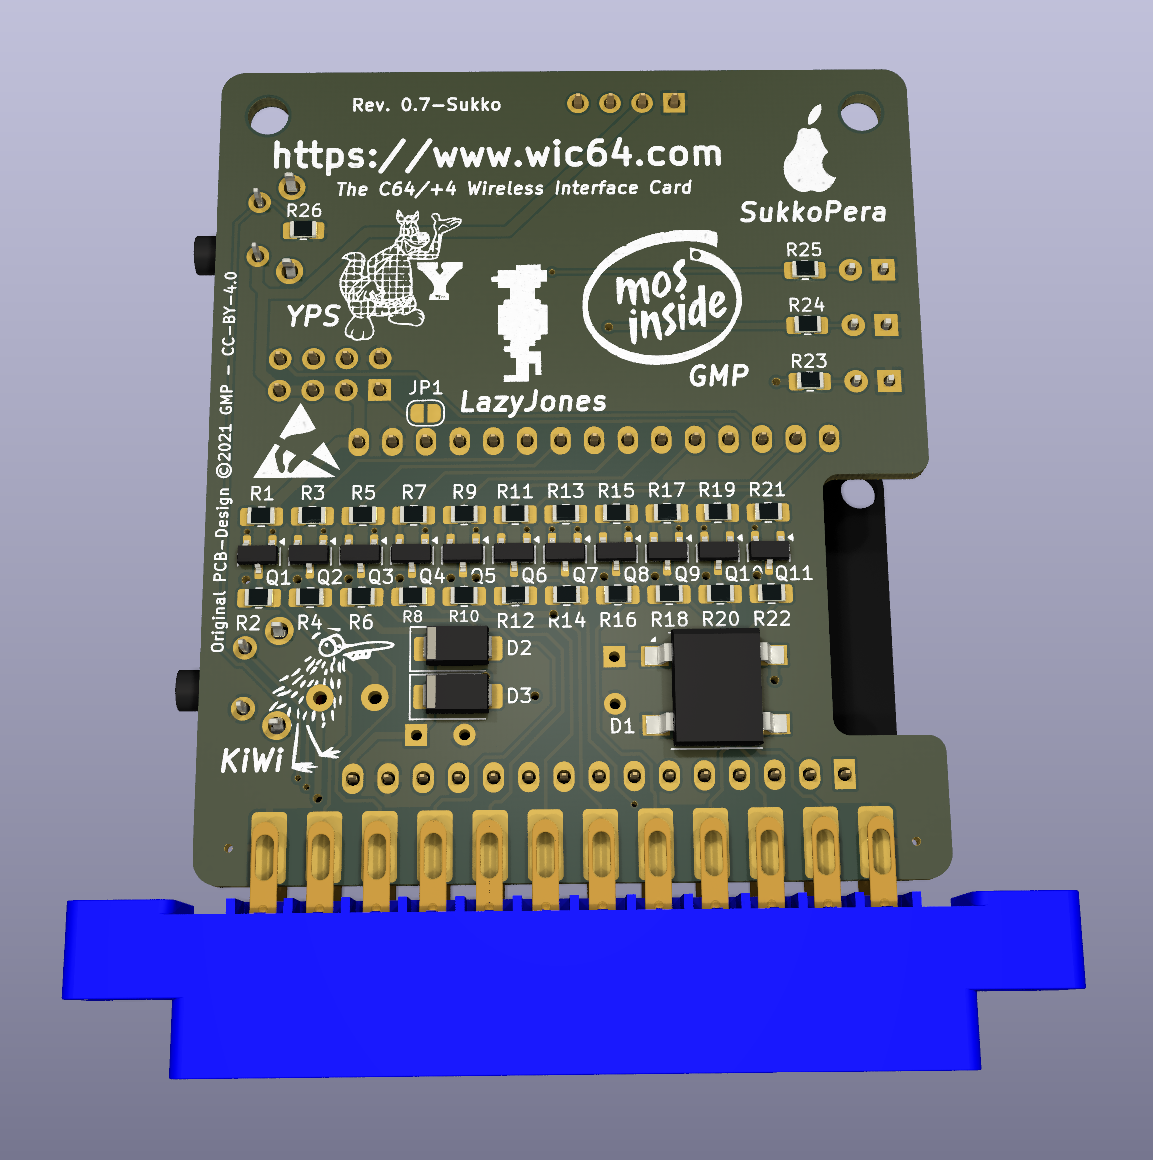 Rev. 0.7-Sukko
https://www.wic64.com
The C64/+4 Wireless Interface Card
SukkoPera
R26
R25
Y
YPS
mos
inside
R24
GMP
R23
JP1
LazyJones
Original PCB-Design ©2021 GMP - CC-BY-4.0
R1 R3 R5 R7 R9 R11 R13 R15 R17 R19 R21
Q1 Q2 Q3 Q4 Q5 Q6 Q7 Q8 Q9 Q1 Q11
R2 R4 R6 R8 R10 R12 R14 R16 R18 R20 R22
D2
D3
D1
KiWi